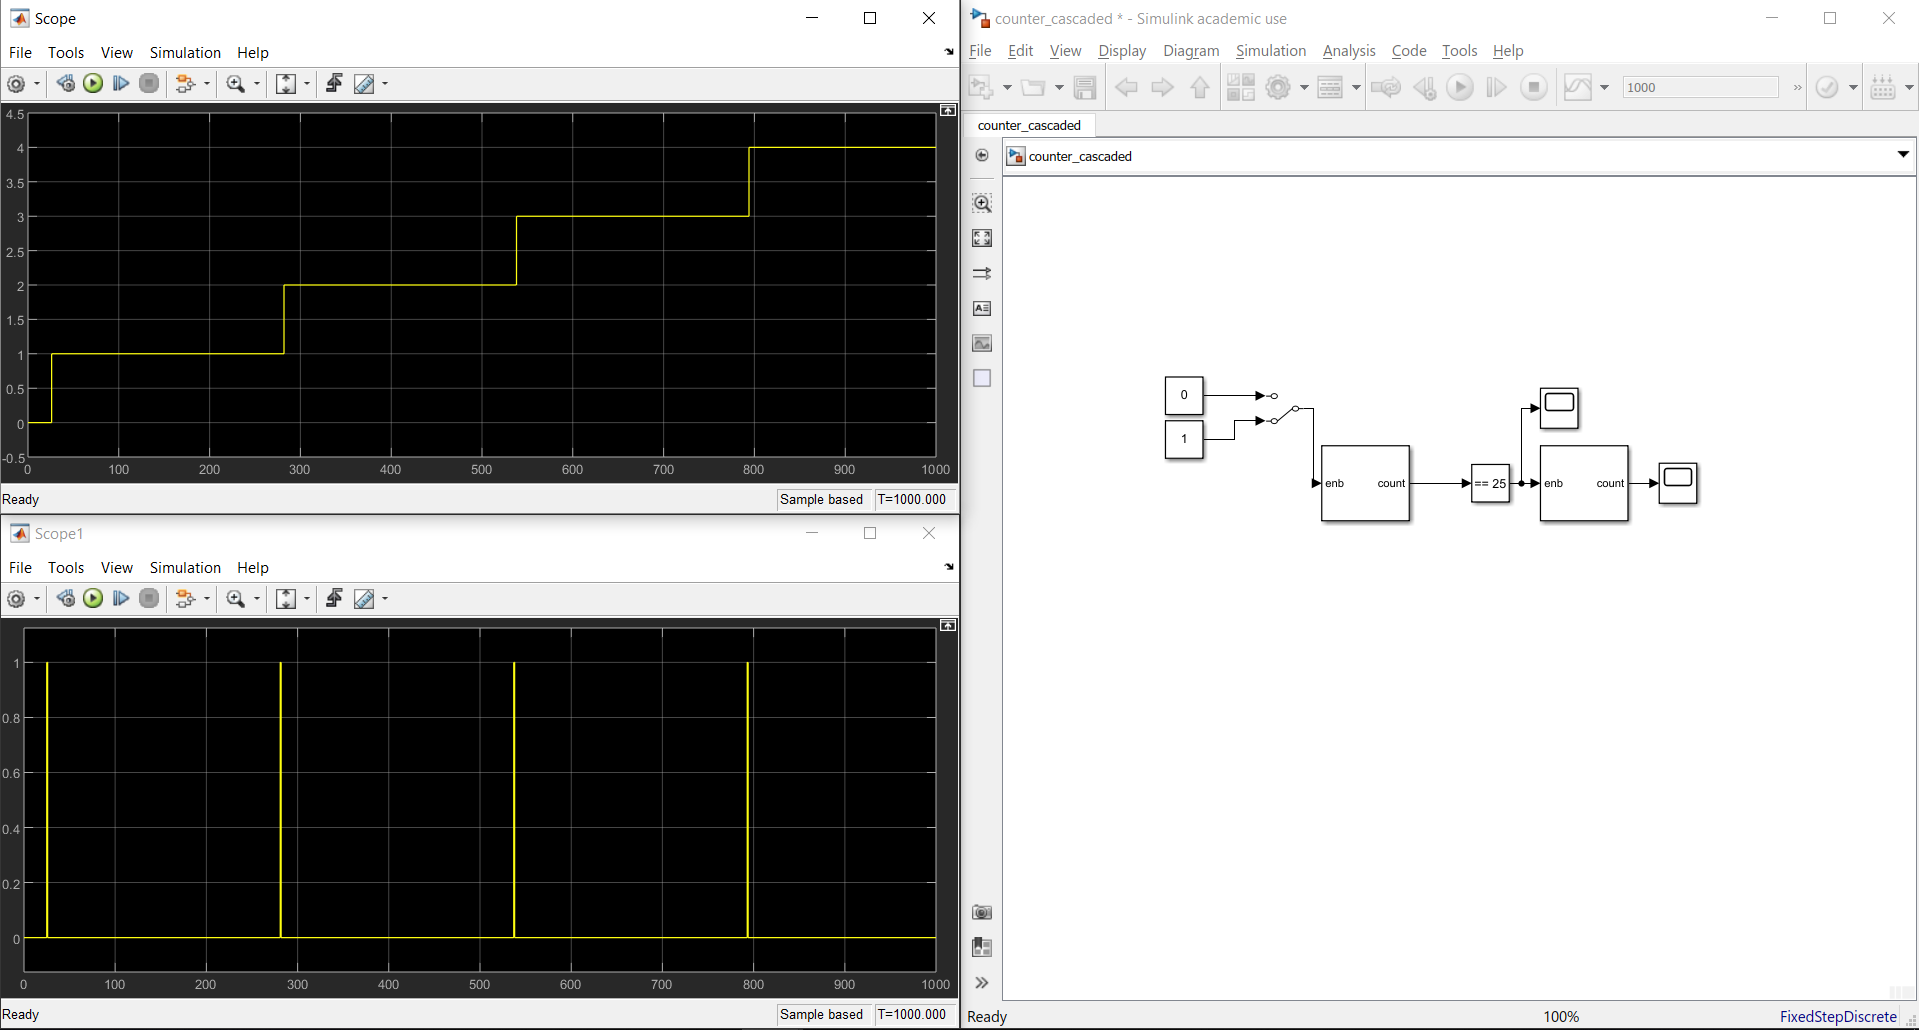 Scope
File Tools View Simulation Help
4.5
4
3.5
3
2.5
2
1.5
1
0.5
0
-0.5
0 100 200 300 400 500 600 700 800 900 1000
Ready Sample based T=1000.000
Scope1
File Tools View Simulation Help
1
0.8
0.6
0.4
0.2
0
0 100 200 300 400 500 600 700 800 900 1000
Ready Sample based T=1000.000
counter_cascaded * - Simulink academic use
File Edit View Display Diagram Simulation Analysis Code Tools Help
1000 »
counter_cascaded
counter_cascaded
0
1
enb count == 25 enb count
Ready 100% FixedStepDiscrete